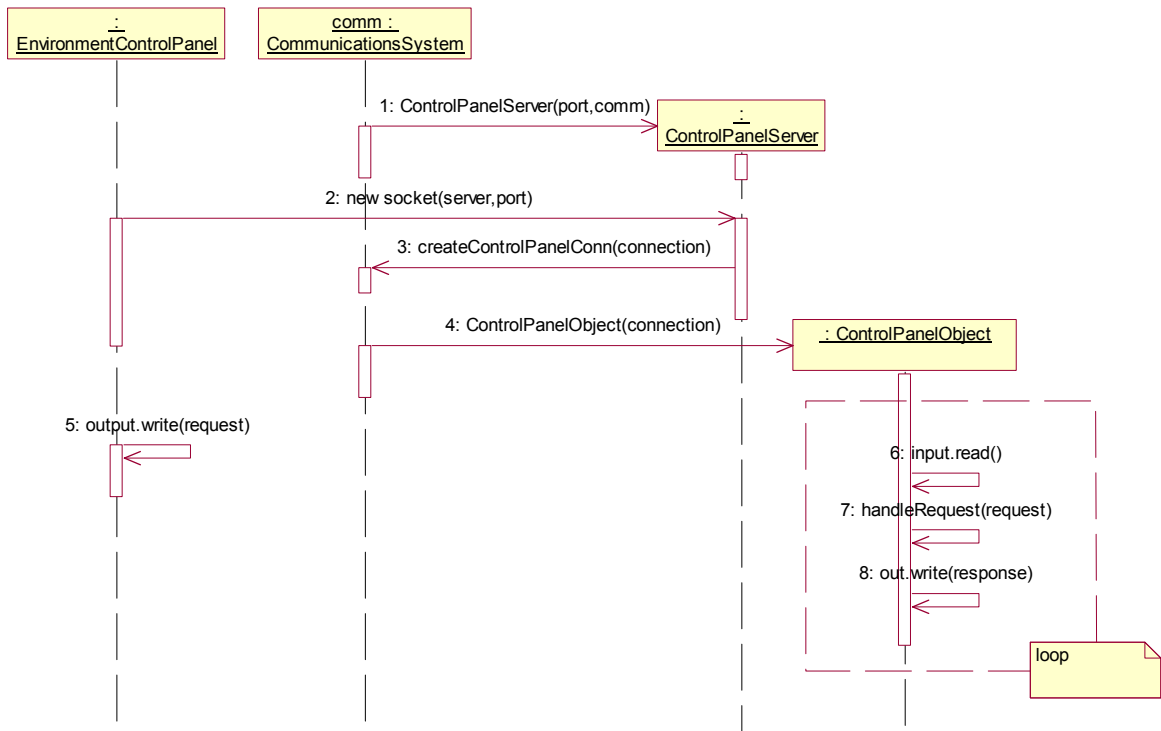 :
EnvironmentControlPanel
comm :
CommunicationsSystem
1: ControlPanelServer(port,comm)
:
ControlPanelServer
2: new socket(server,port)
3: createControlPanelConn(connection)
4: ControlPanelObject(connection)
: ControlPanelObject
5: output.write(request)
6: input.read()
7: handleRequest(request)
8: out.write(response)
loop